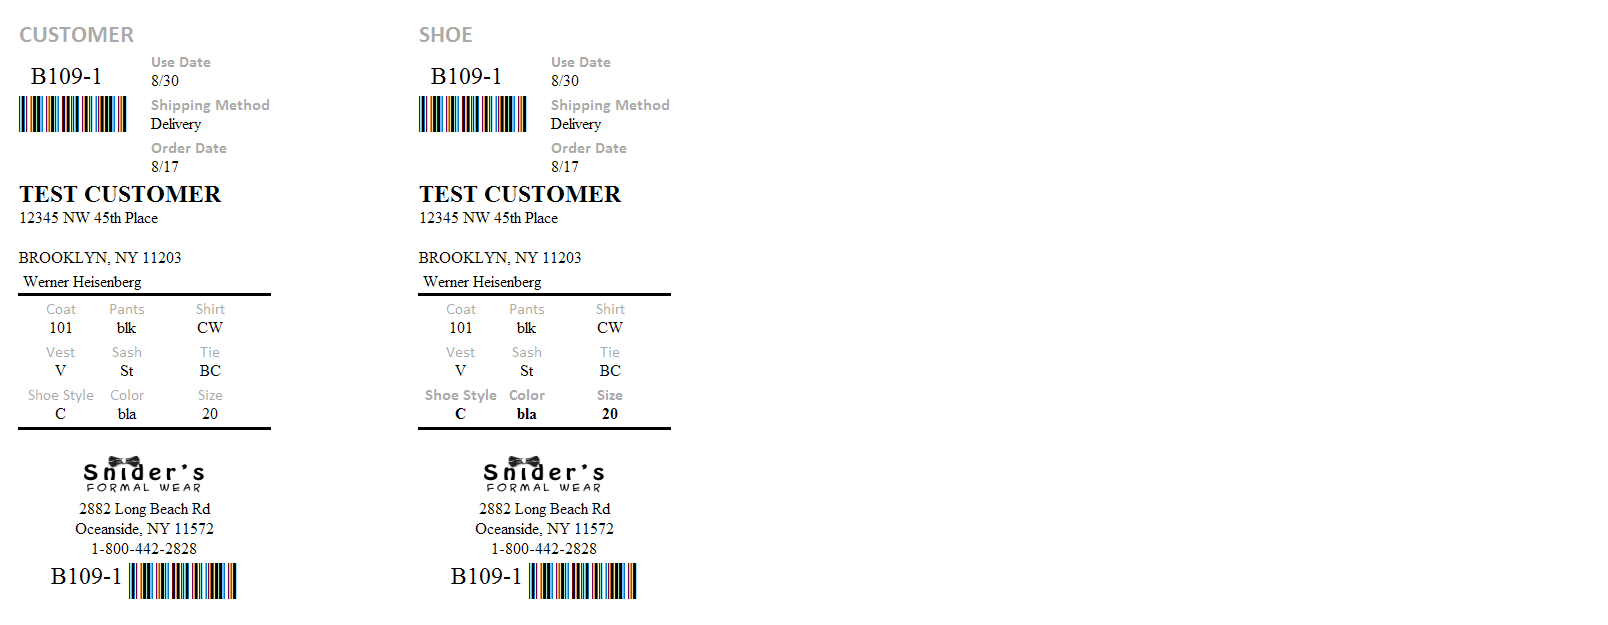 CUSTOMER
B109-1
Use Date
8/30
Shipping Method
Delivery
Order Date
8/17
TEST CUSTOMER
12345 NW 45th Place
BROOKLYN, NY 11203
Werner Heisenberg
Coat Pants Shirt
101 blk CW
Vest Sash Tie
V St BC
Shoe Style Color Size
C bla 20
Snider's
FORMAL WEAR
2882 Long Beach Rd
Oceanside, NY 11572
1-800-442-2828
B109-1
SHOE
B109-1
Use Date
8/30
Shipping Method
Delivery
Order Date
8/17
TEST CUSTOMER
12345 NW 45th Place
BROOKLYN, NY 11203
Werner Heisenberg
Coat Pants Shirt
101 blk CW
Vest Sash Tie
V St BC
Shoe Style Color Size
C bla 20
Snider's
FORMAL WEAR
2882 Long Beach Rd
Oceanside, NY 11572
1-800-442-2828
B109-1